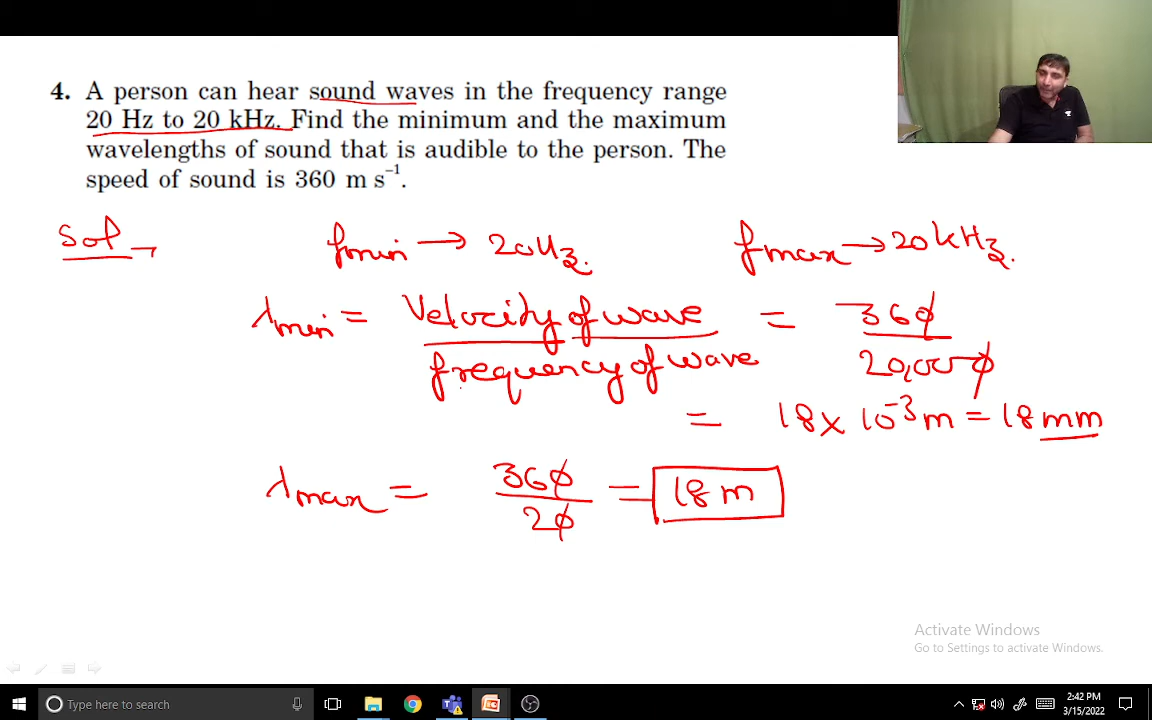 4. A person can hear sound waves in the frequency range
20 Hz to 20 kHz. Find the minimum and the maximum
wavelengths of sound that is audible to the person. The
speed of sound is 360 m s⁻¹.
Sol →
fmin → 20Hz. fmax → 20kHz.
λmin = Velocity of wave / frequency of wave = 360 / 20,000
= 18 × 10⁻³ m = 18 mm
λmax = 360 / 20 = 18 m
Activate Windows
Go to Settings to activate Windows.
Type here to search
2:42 PM
3/15/2022